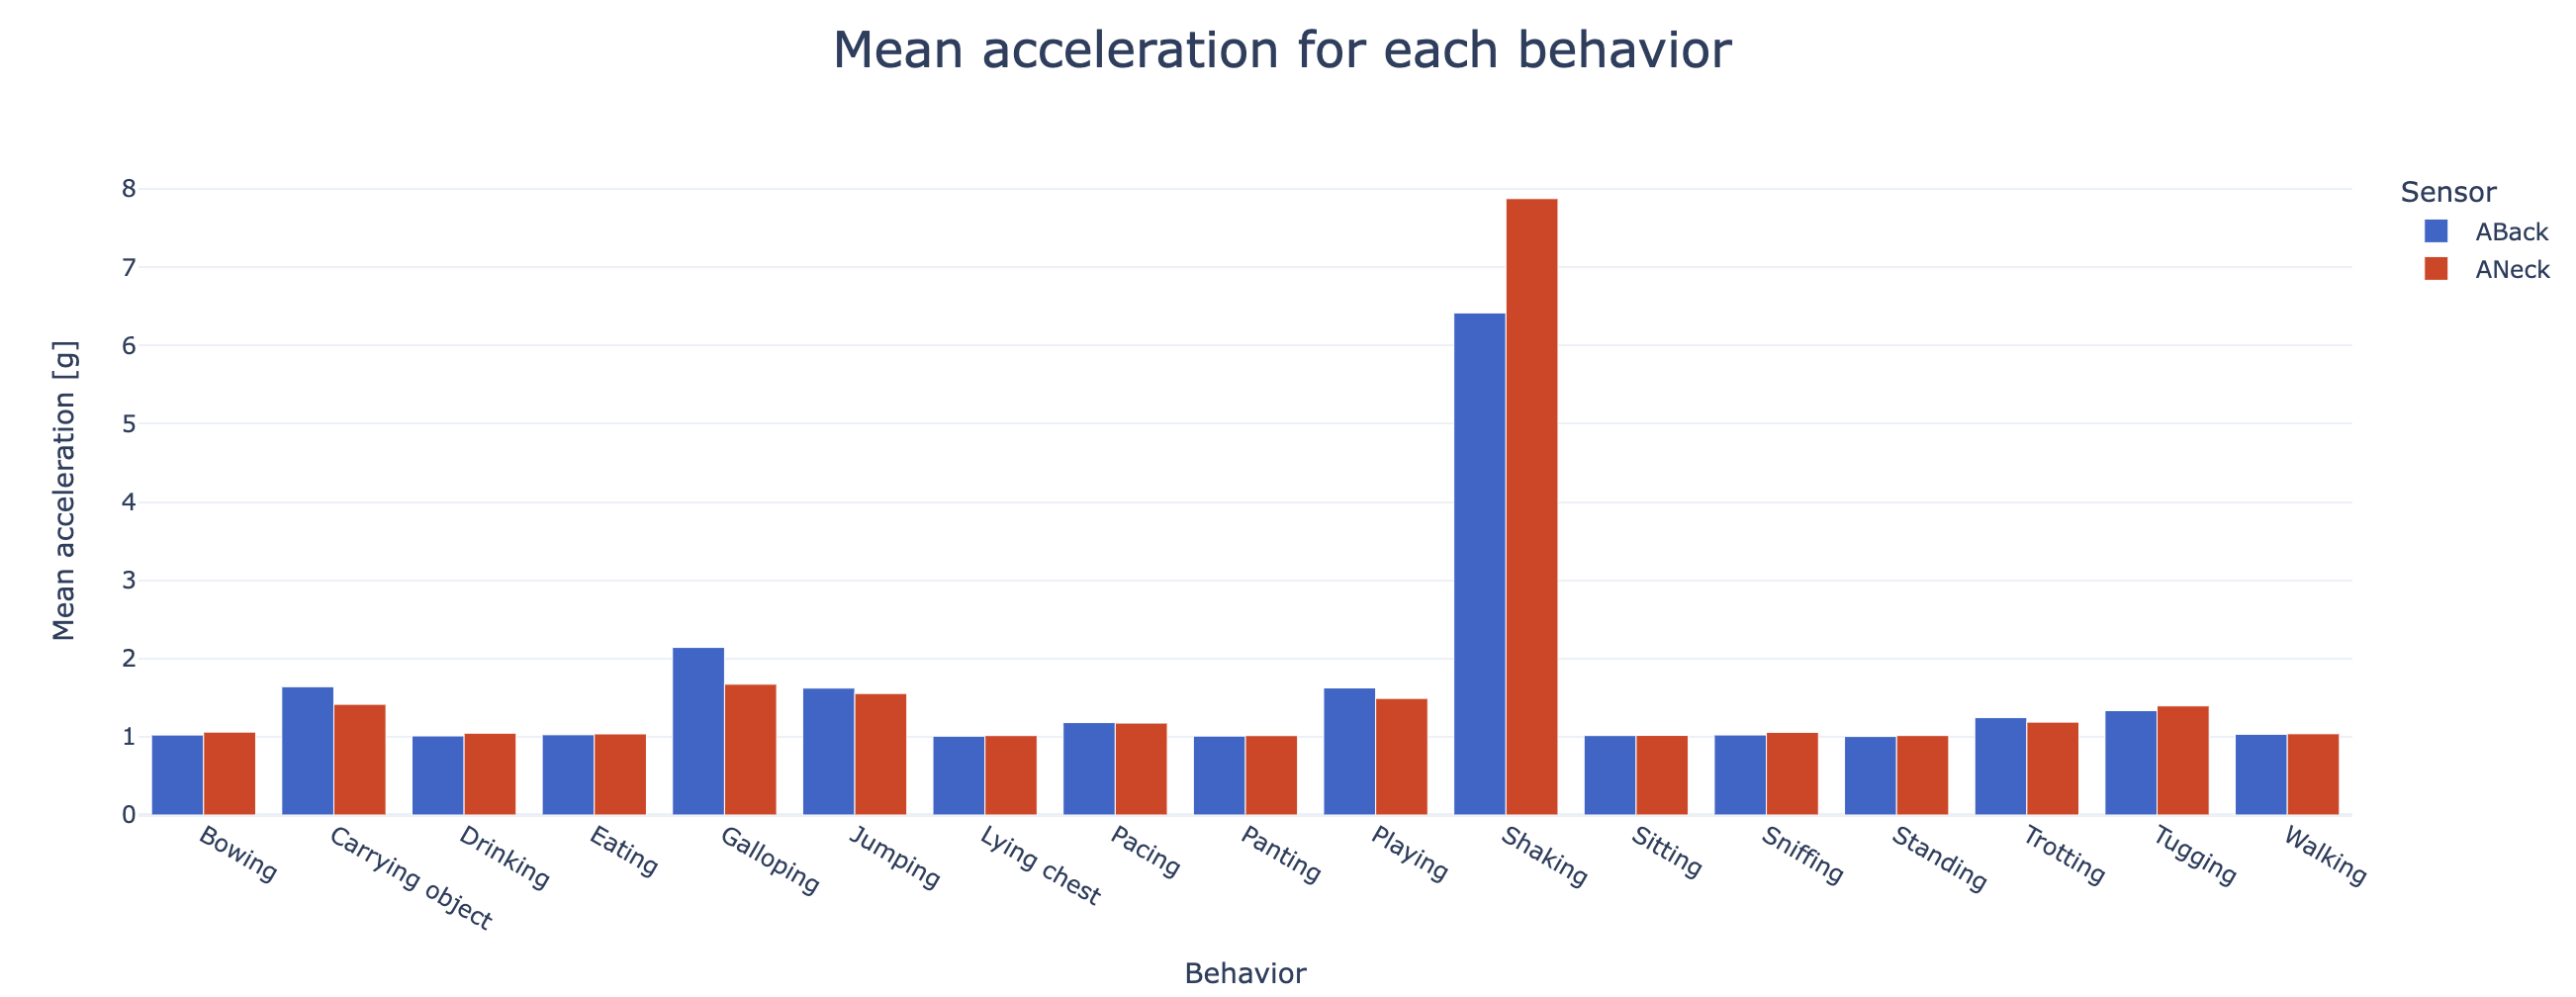 Mean acceleration for each behavior
Mean acceleration [g]
8
7
6
5
4
3
2
1
0
Bowing
Carrying object
Drinking
Eating
Galloping
Jumping
Lying chest
Pacing
Panting
Playing
Shaking
Sitting
Sniffing
Standing
Trotting
Tugging
Walking
Behavior
Sensor
ABack
ANeck